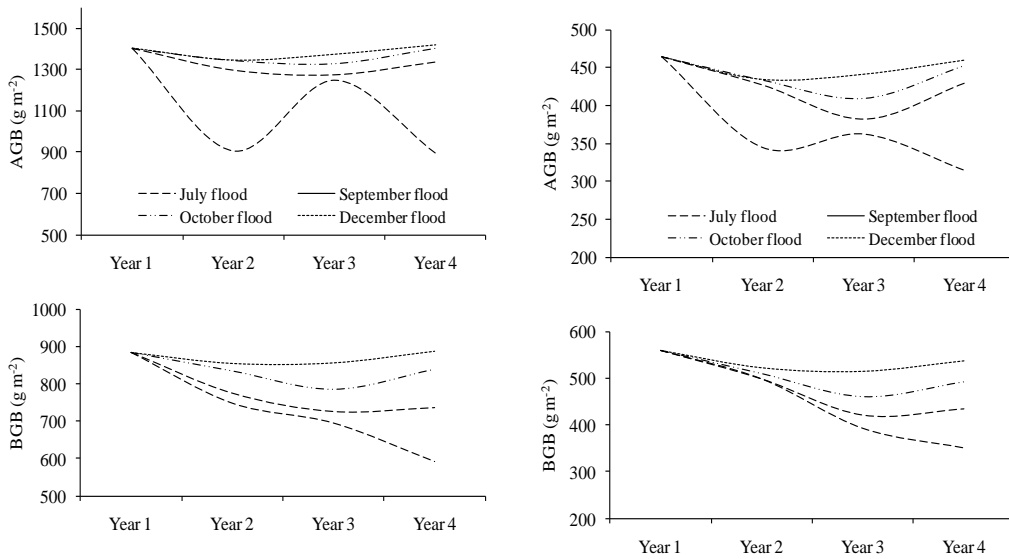 1500
1300
1100
900
700
500
AGB (g m-2)
July flood
September flood
October flood
December flood
Year 1 Year 2 Year 3 Year 4
500
450
400
350
300
250
200
AGB (g m-2)
July flood
September flood
October flood
December flood
Year 1 Year 2 Year 3 Year 4
1000
900
800
700
600
500
BGB (g m-2)
Year 1 Year 2 Year 3 Year 4
600
500
400
300
200
BGB (g m-2)
Year 1 Year 2 Year 3 Year 4